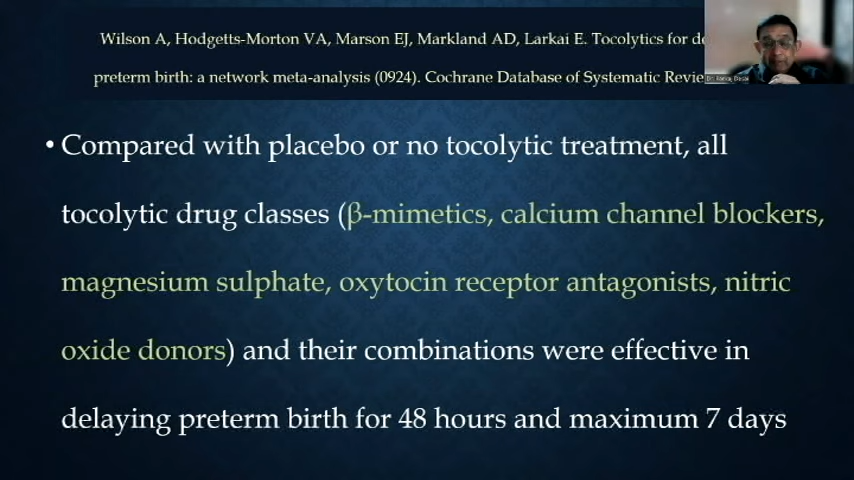 Wilson A, Hodgetts-Morton VA, Marson EJ, Markland AD, Larkai E. Tocolytics for
preterm birth: a network meta-analysis (0924). Cochrane Database of Systematic
• Compared with placebo or no tocolytic treatment, all
tocolytic drug classes (β-mimetics, calcium channel blockers,
magnesium sulphate, oxytocin receptor antagonists, nitric
oxide donors) and their combinations were effective in
delaying preterm birth for 48 hours and maximum 7 days